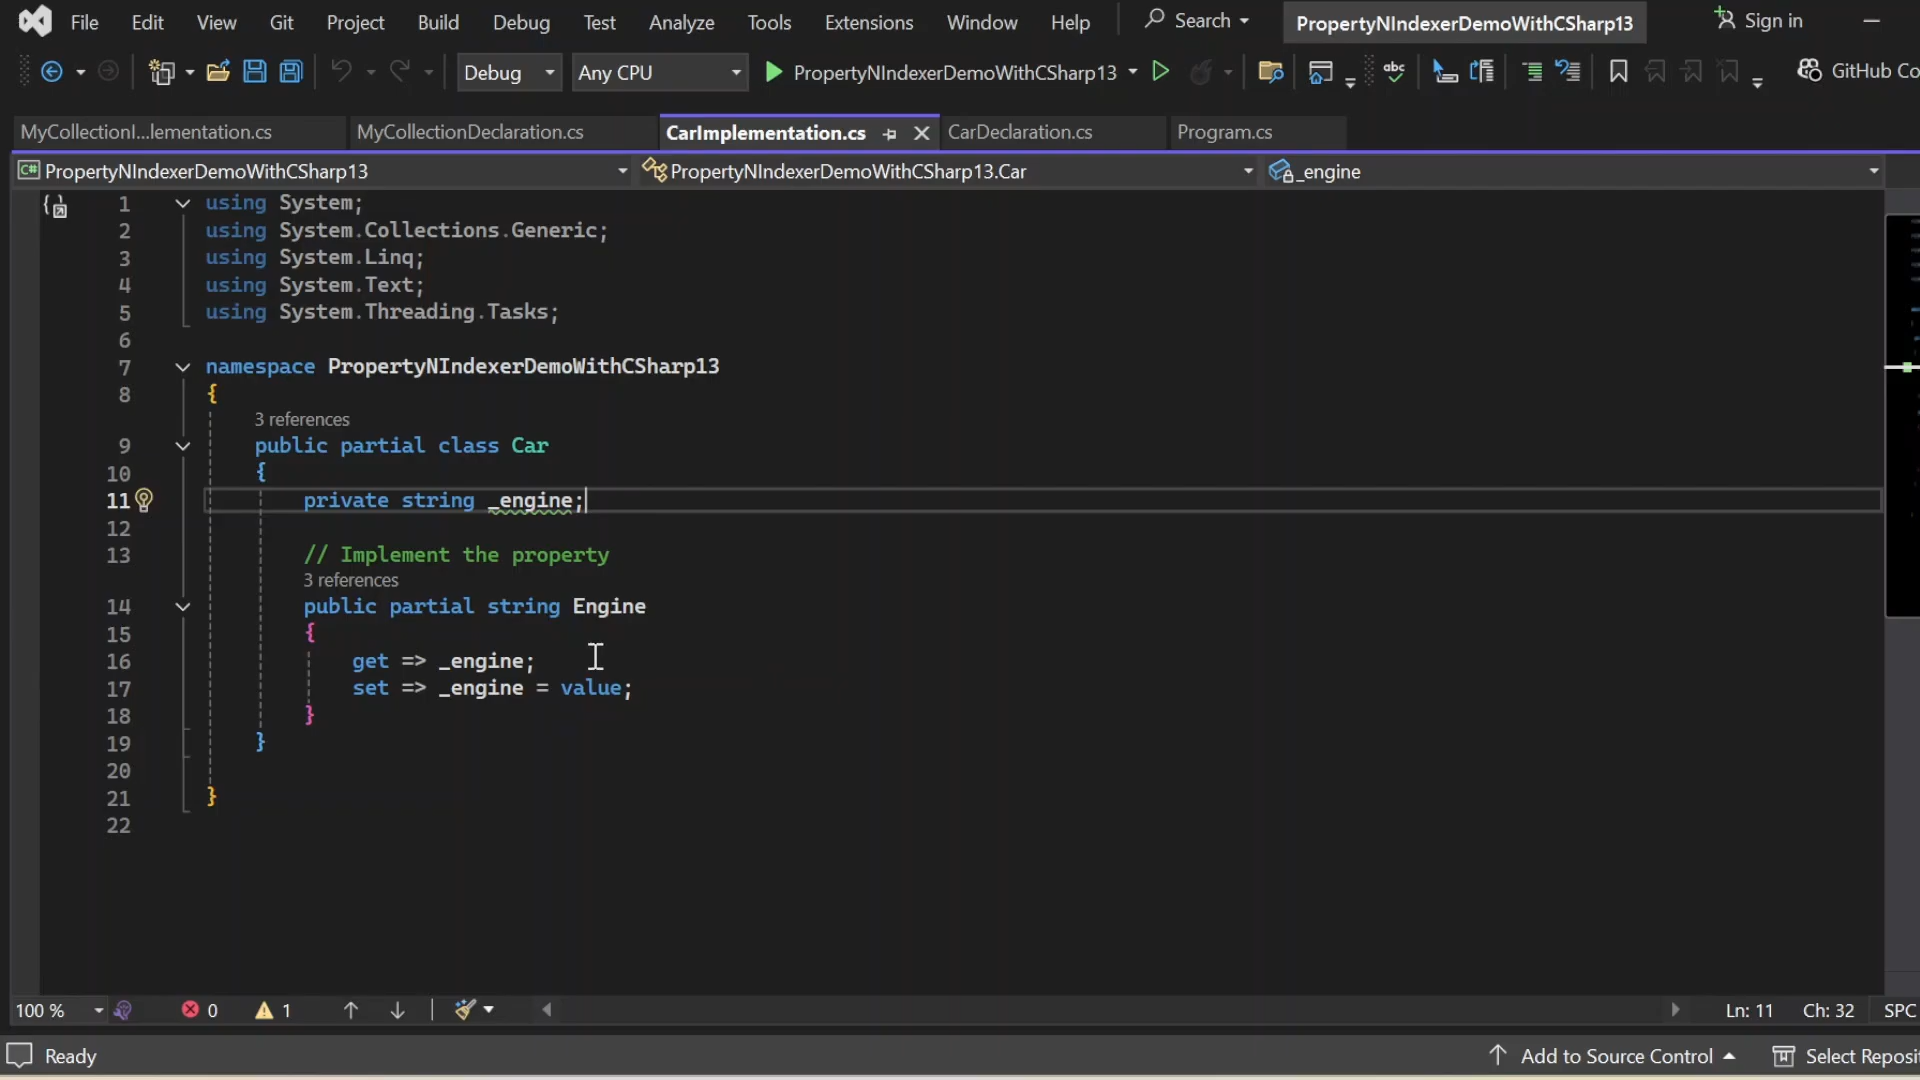 File Edit View Git Project Build Debug Test Analyze Tools Extensions Window Help Search PropertyNIndexerDemoWithCSharp13 Sign in
Debug Any CPU PropertyNIndexerDemoWithCSharp13 GitHub Co
MyCollectionI...lementation.cs MyCollectionDeclaration.cs CarImplementation.cs CarDeclaration.cs Program.cs
C# PropertyNIndexerDemoWithCSharp13 PropertyNIndexerDemoWithCSharp13.Car _engine
1 using System;
2 using System.Collections.Generic;
3 using System.Linq;
4 using System.Text;
5 using System.Threading.Tasks;
6
7 namespace PropertyNIndexerDemoWithCSharp13
8 {
3 references
9 public partial class Car
10 {
11 private string _engine;
12
13 // Implement the property
3 references
14 public partial string Engine
15 {
16 get => _engine;
17 set => _engine = value;
18 }
19 }
20
21 }
22
100 % 0 1 Ln: 11 Ch: 32 SPC
Ready Add to Source Control Select Reposit